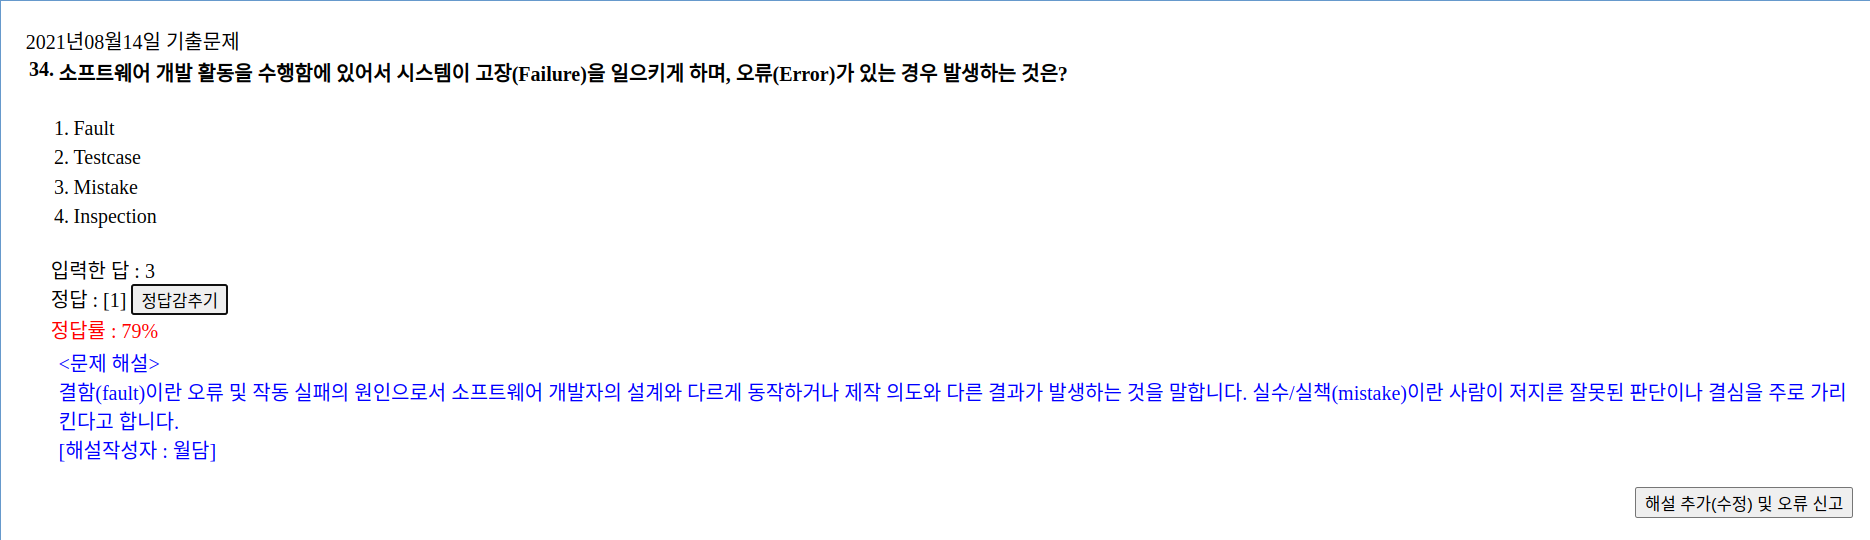 2021년08월14일 기출문제
34. 소프트웨어 개발 활동을 수행함에 있어서 시스템이 고장(Failure)을 일으키게 하며, 오류(Error)가 있는 경우 발생하는 것은?
1. Fault
2. Testcase
3. Mistake
4. Inspection
입력한 답 : 3
정답 : [1] 정답감추기
정답률 : 79%
<문제 해설>
결함(fault)이란 오류 및 작동 실패의 원인으로서 소프트웨어 개발자의 설계와 다르게 동작하거나 제작 의도와 다른 결과가 발생하는 것을 말합니다. 실수/실책(mistake)이란 사람이 저지른 잘못된 판단이나 결심을 주로 가리
킨다고 합니다.
[해설작성자 : 월담]
해설 추가(수정) 및 오류 신고